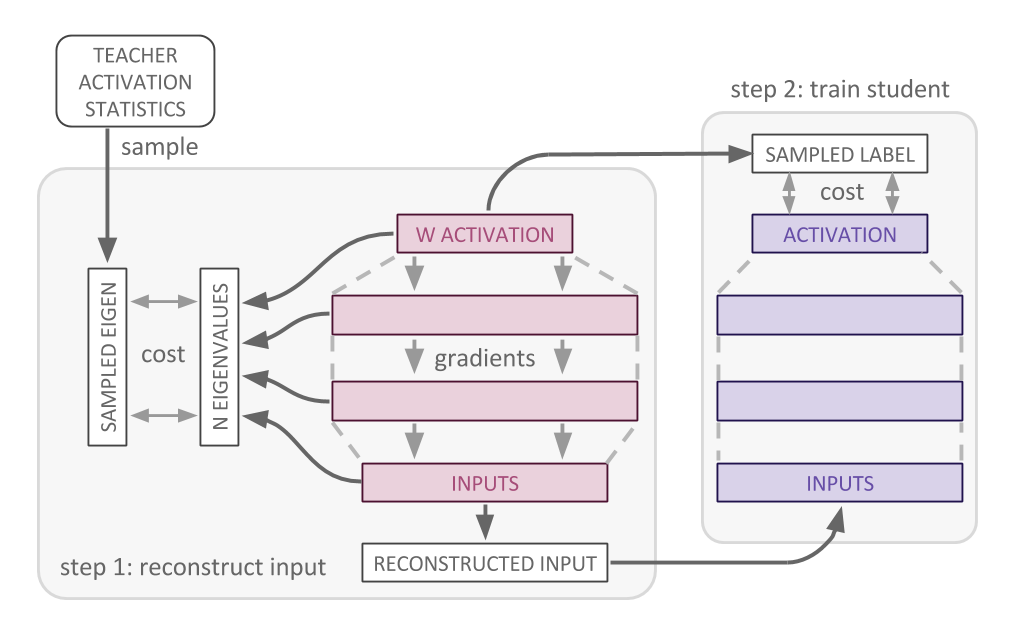 TEACHER
ACTIVATION
STATISTICS
sample
step 2: train student
SAMPLED LABEL
cost
ACTIVATION
INPUTS
W ACTIVATION
gradients
INPUTS
SAMPLED EIGEN
cost
N EIGENVALUES
RECONSTRUCTED INPUT
step 1: reconstruct input